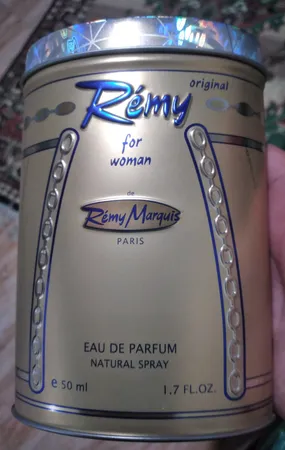 original
Rémy
for
woman
de
Rémy Marquis
PARIS
EAU DE PARFUM
NATURAL SPRAY
e 50 ml 1.7 FL.OZ.